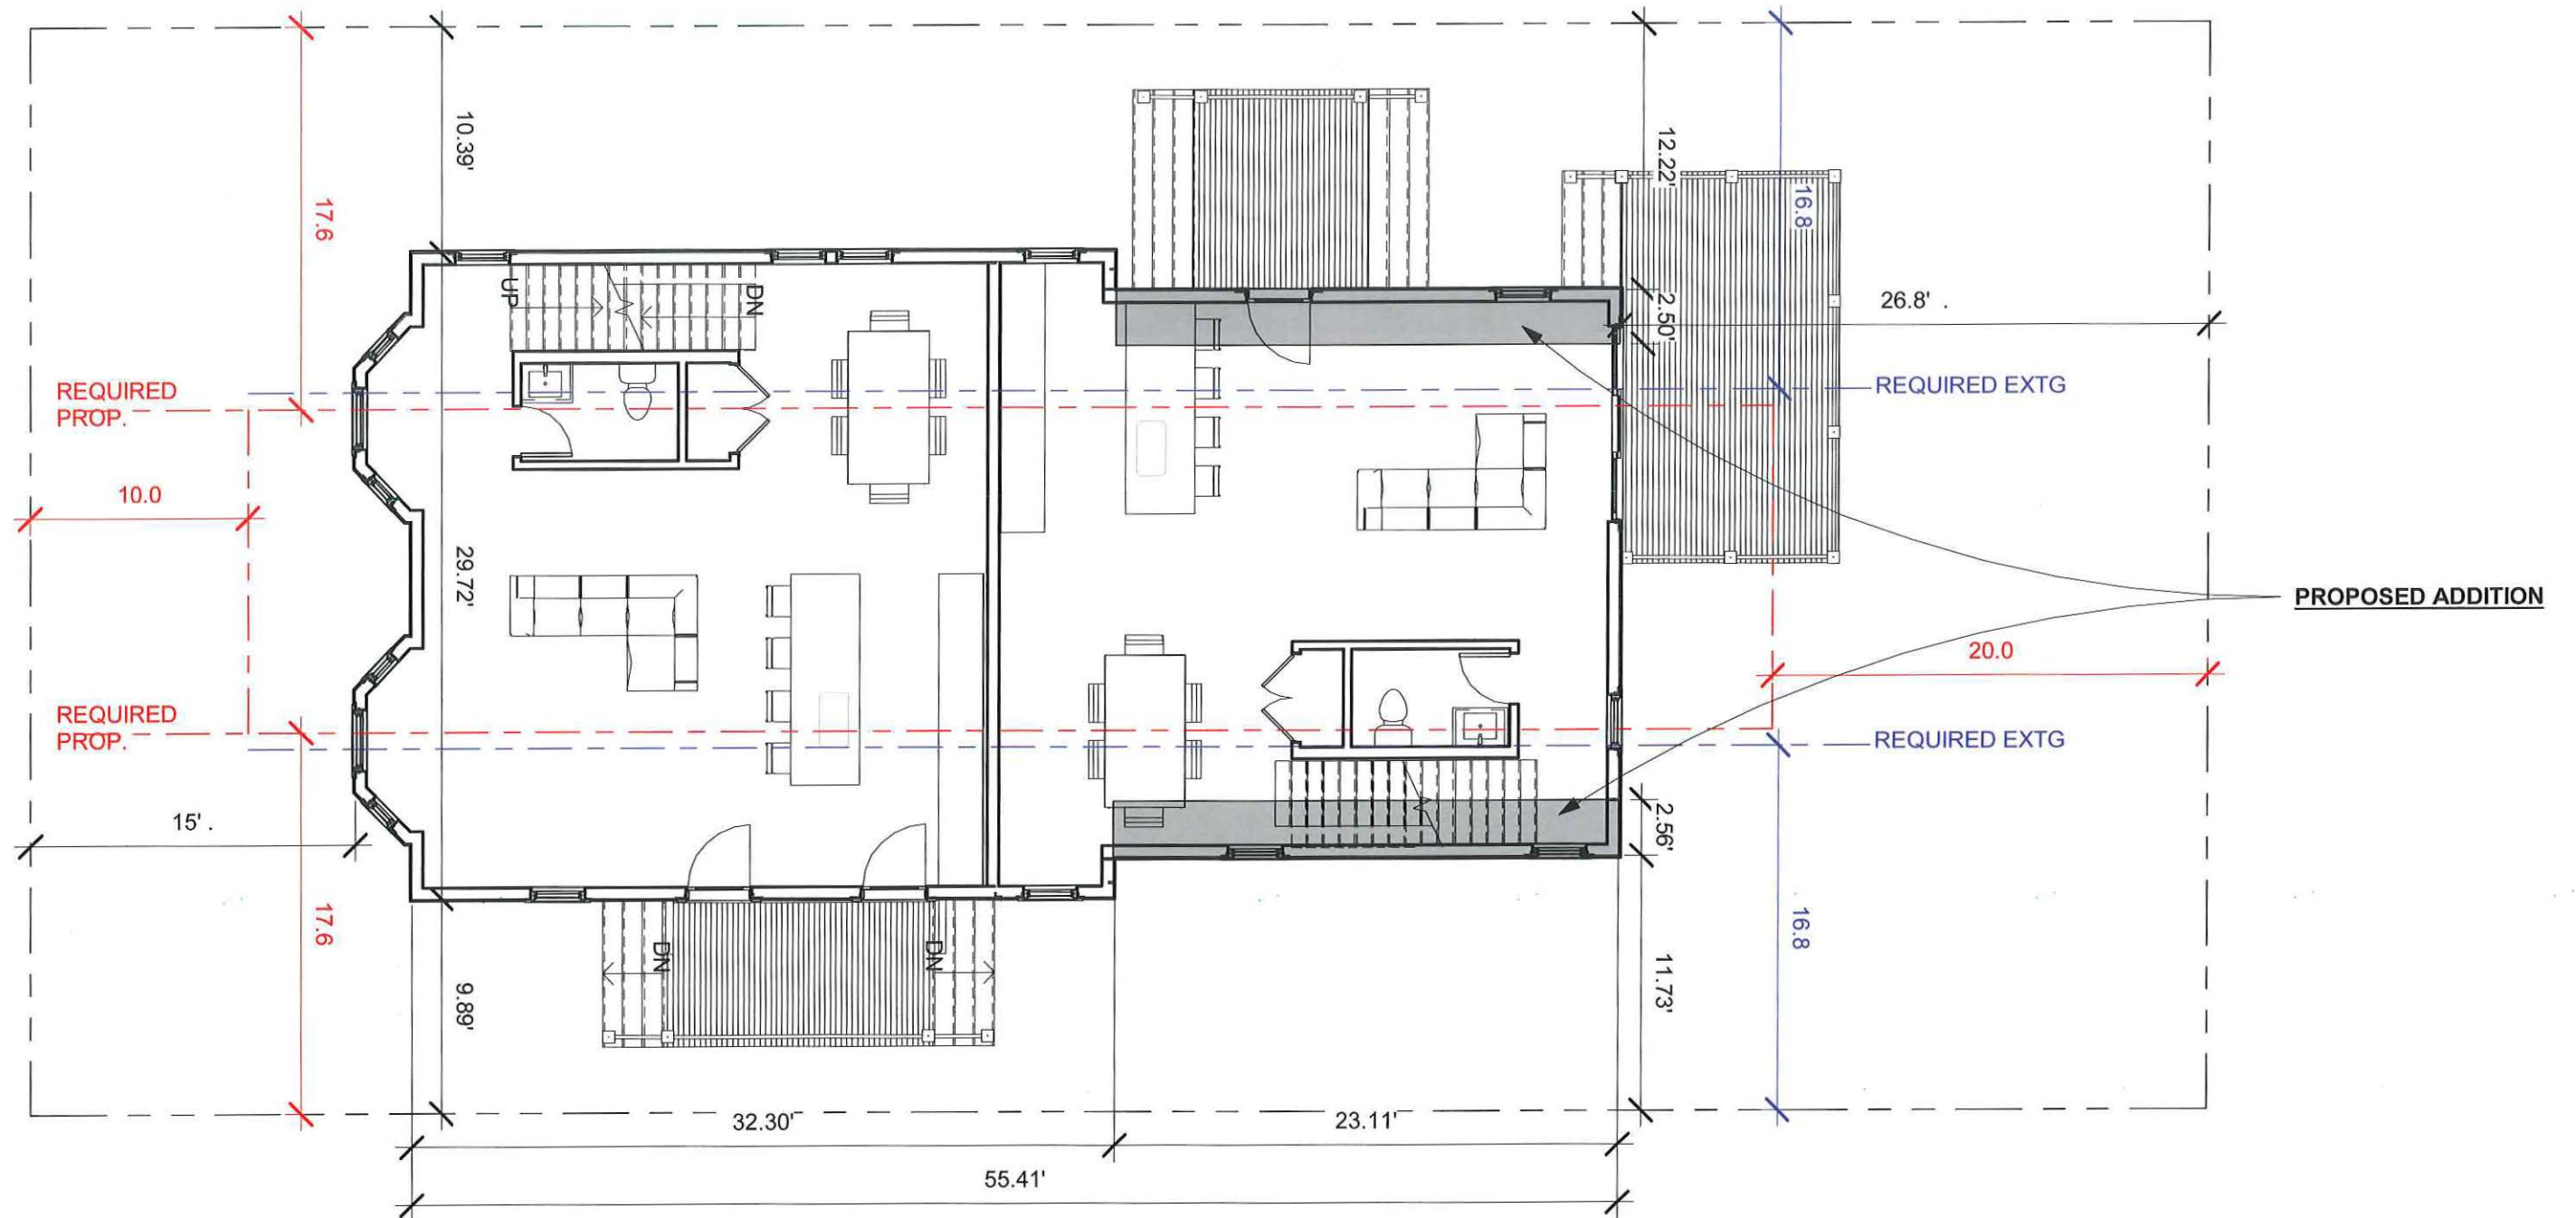 10.39'
12.22'
17.6
16.8
UP
DN
2.50'
26.8' .
REQUIRED
PROP.
REQUIRED EXTG
10.0
29.72'
PROPOSED ADDITION
20.0
REQUIRED
PROP.
REQUIRED EXTG
15' .
2.56'
17.6
16.8
DN
DN
9.89'
11.73'
32.30'
23.11'
55.41'